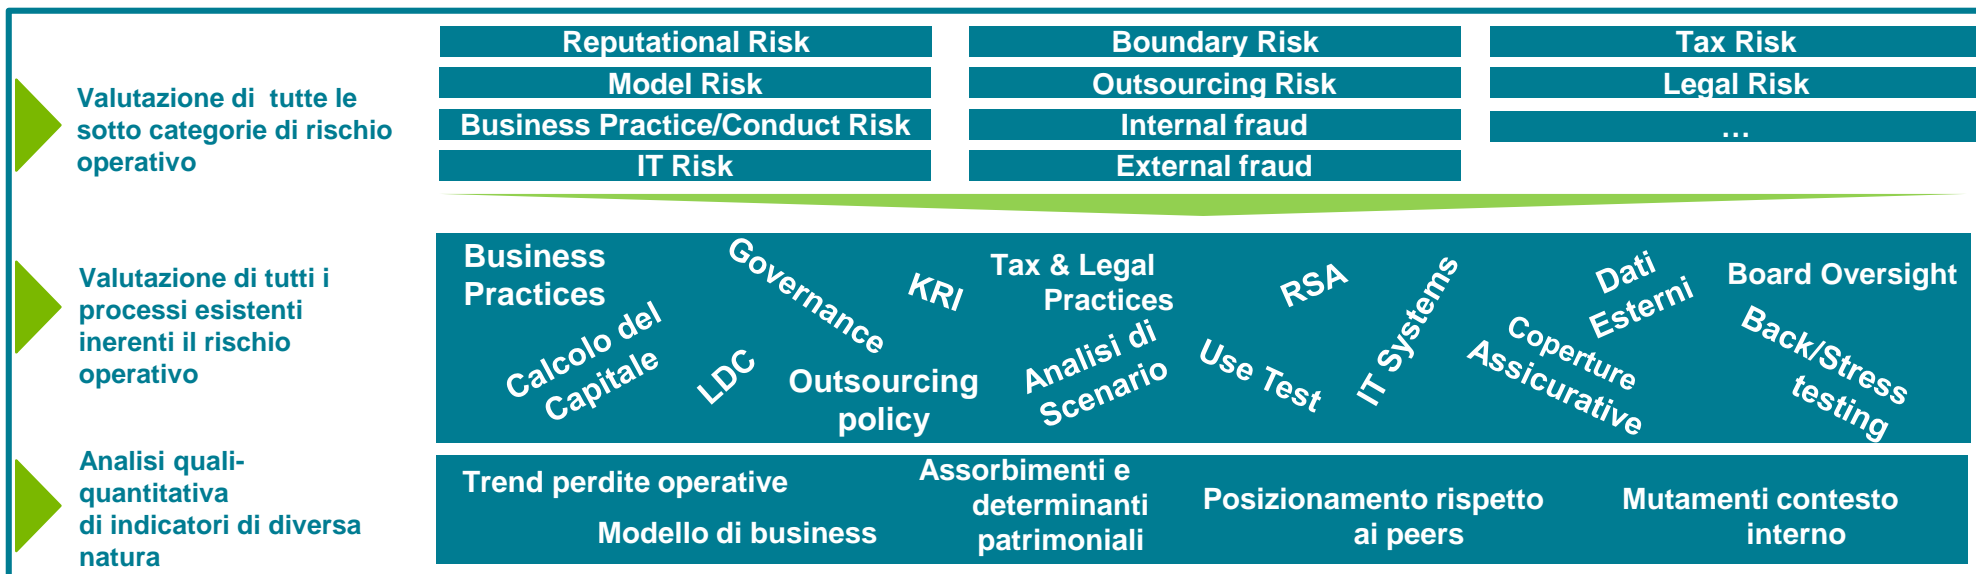 Valutazione di tutte le
sotto categorie di rischio
operativo
Reputational Risk
Model Risk
Business Practice/Conduct Risk
IT Risk
Boundary Risk
Outsourcing Risk
Internal fraud
External fraud
Tax Risk
Legal Risk
...
Valutazione di tutti i
processi esistenti
inerenti il rischio
operativo
Business
Practices
Calcolo del
Capitale
Governance
LDC
KRI
Outsourcing
policy
Tax & Legal
Practices
Analisi di
Scenario
RSA
Use Test
IT Systems
Dati
Esterni
Coperture
Assicurative
Board Oversight
Back/Stress
testing
Analisi quali-
quantitativa
di indicatori di diversa
natura
Trend perdite operative
Modello di business
Assorbimenti e
determinanti
patrimoniali
Posizionamento rispetto
ai peers
Mutamenti contesto
interno